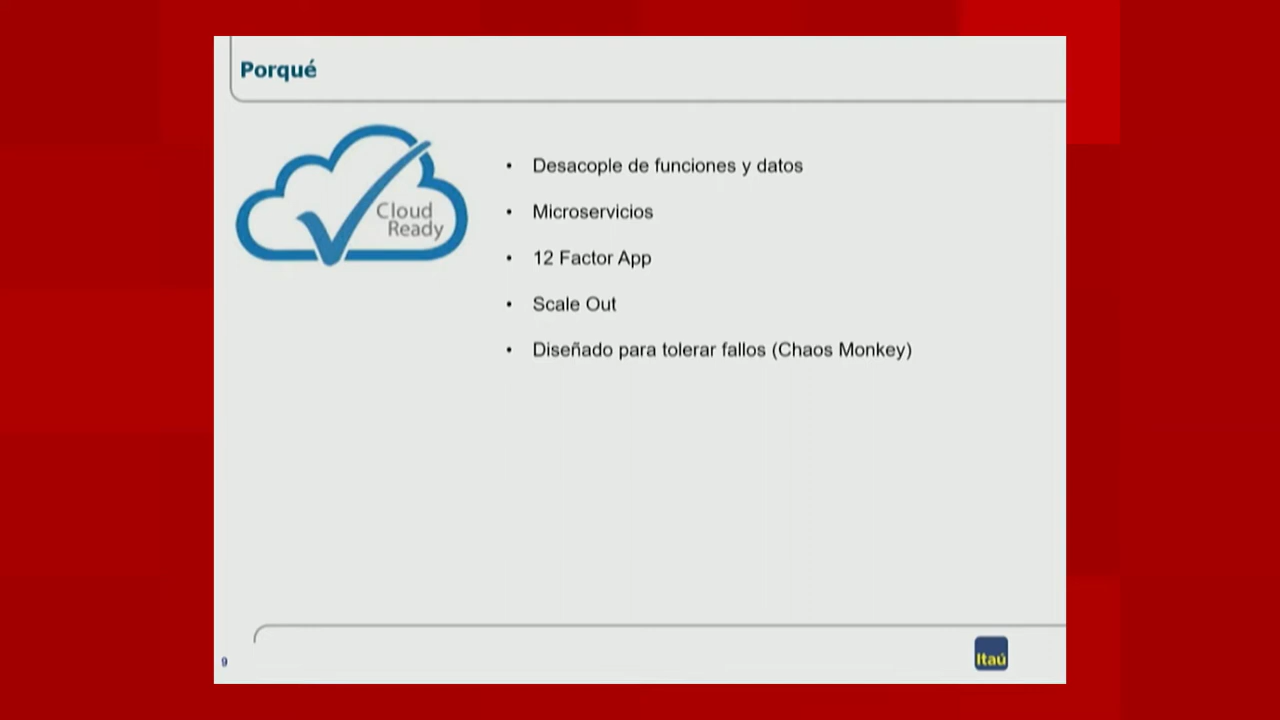 Porqué
Cloud
Ready
• Desacople de funciones y datos
• Microservicios
• 12 Factor App
• Scale Out
• Diseñado para tolerar fallos (Chaos Monkey)
9
Itaú